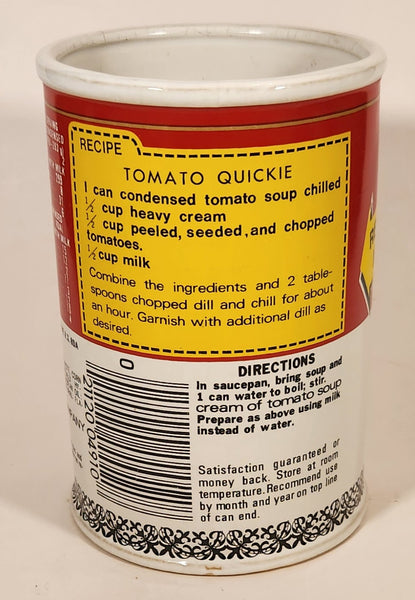 RECIPE
TOMATO QUICKIE
1 can condensed tomato soup chilled
½ cup heavy cream
½ cup peeled, seeded, and chopped
tomatoes.
½ cup milk
Combine the ingredients and 2 table-
spoons chopped dill and chill for about
an hour. Garnish with additional dill as
desired.
0
21120 04910
DIRECTIONS
In saucepan, bring soup and
1 can water to boil; stir.
cream of tomato soup
Prepare as above using milk
instead of water.
Satisfaction guaranteed or
money back. Store at room
temperature. Recommend use
by month and year on top line
of can end.